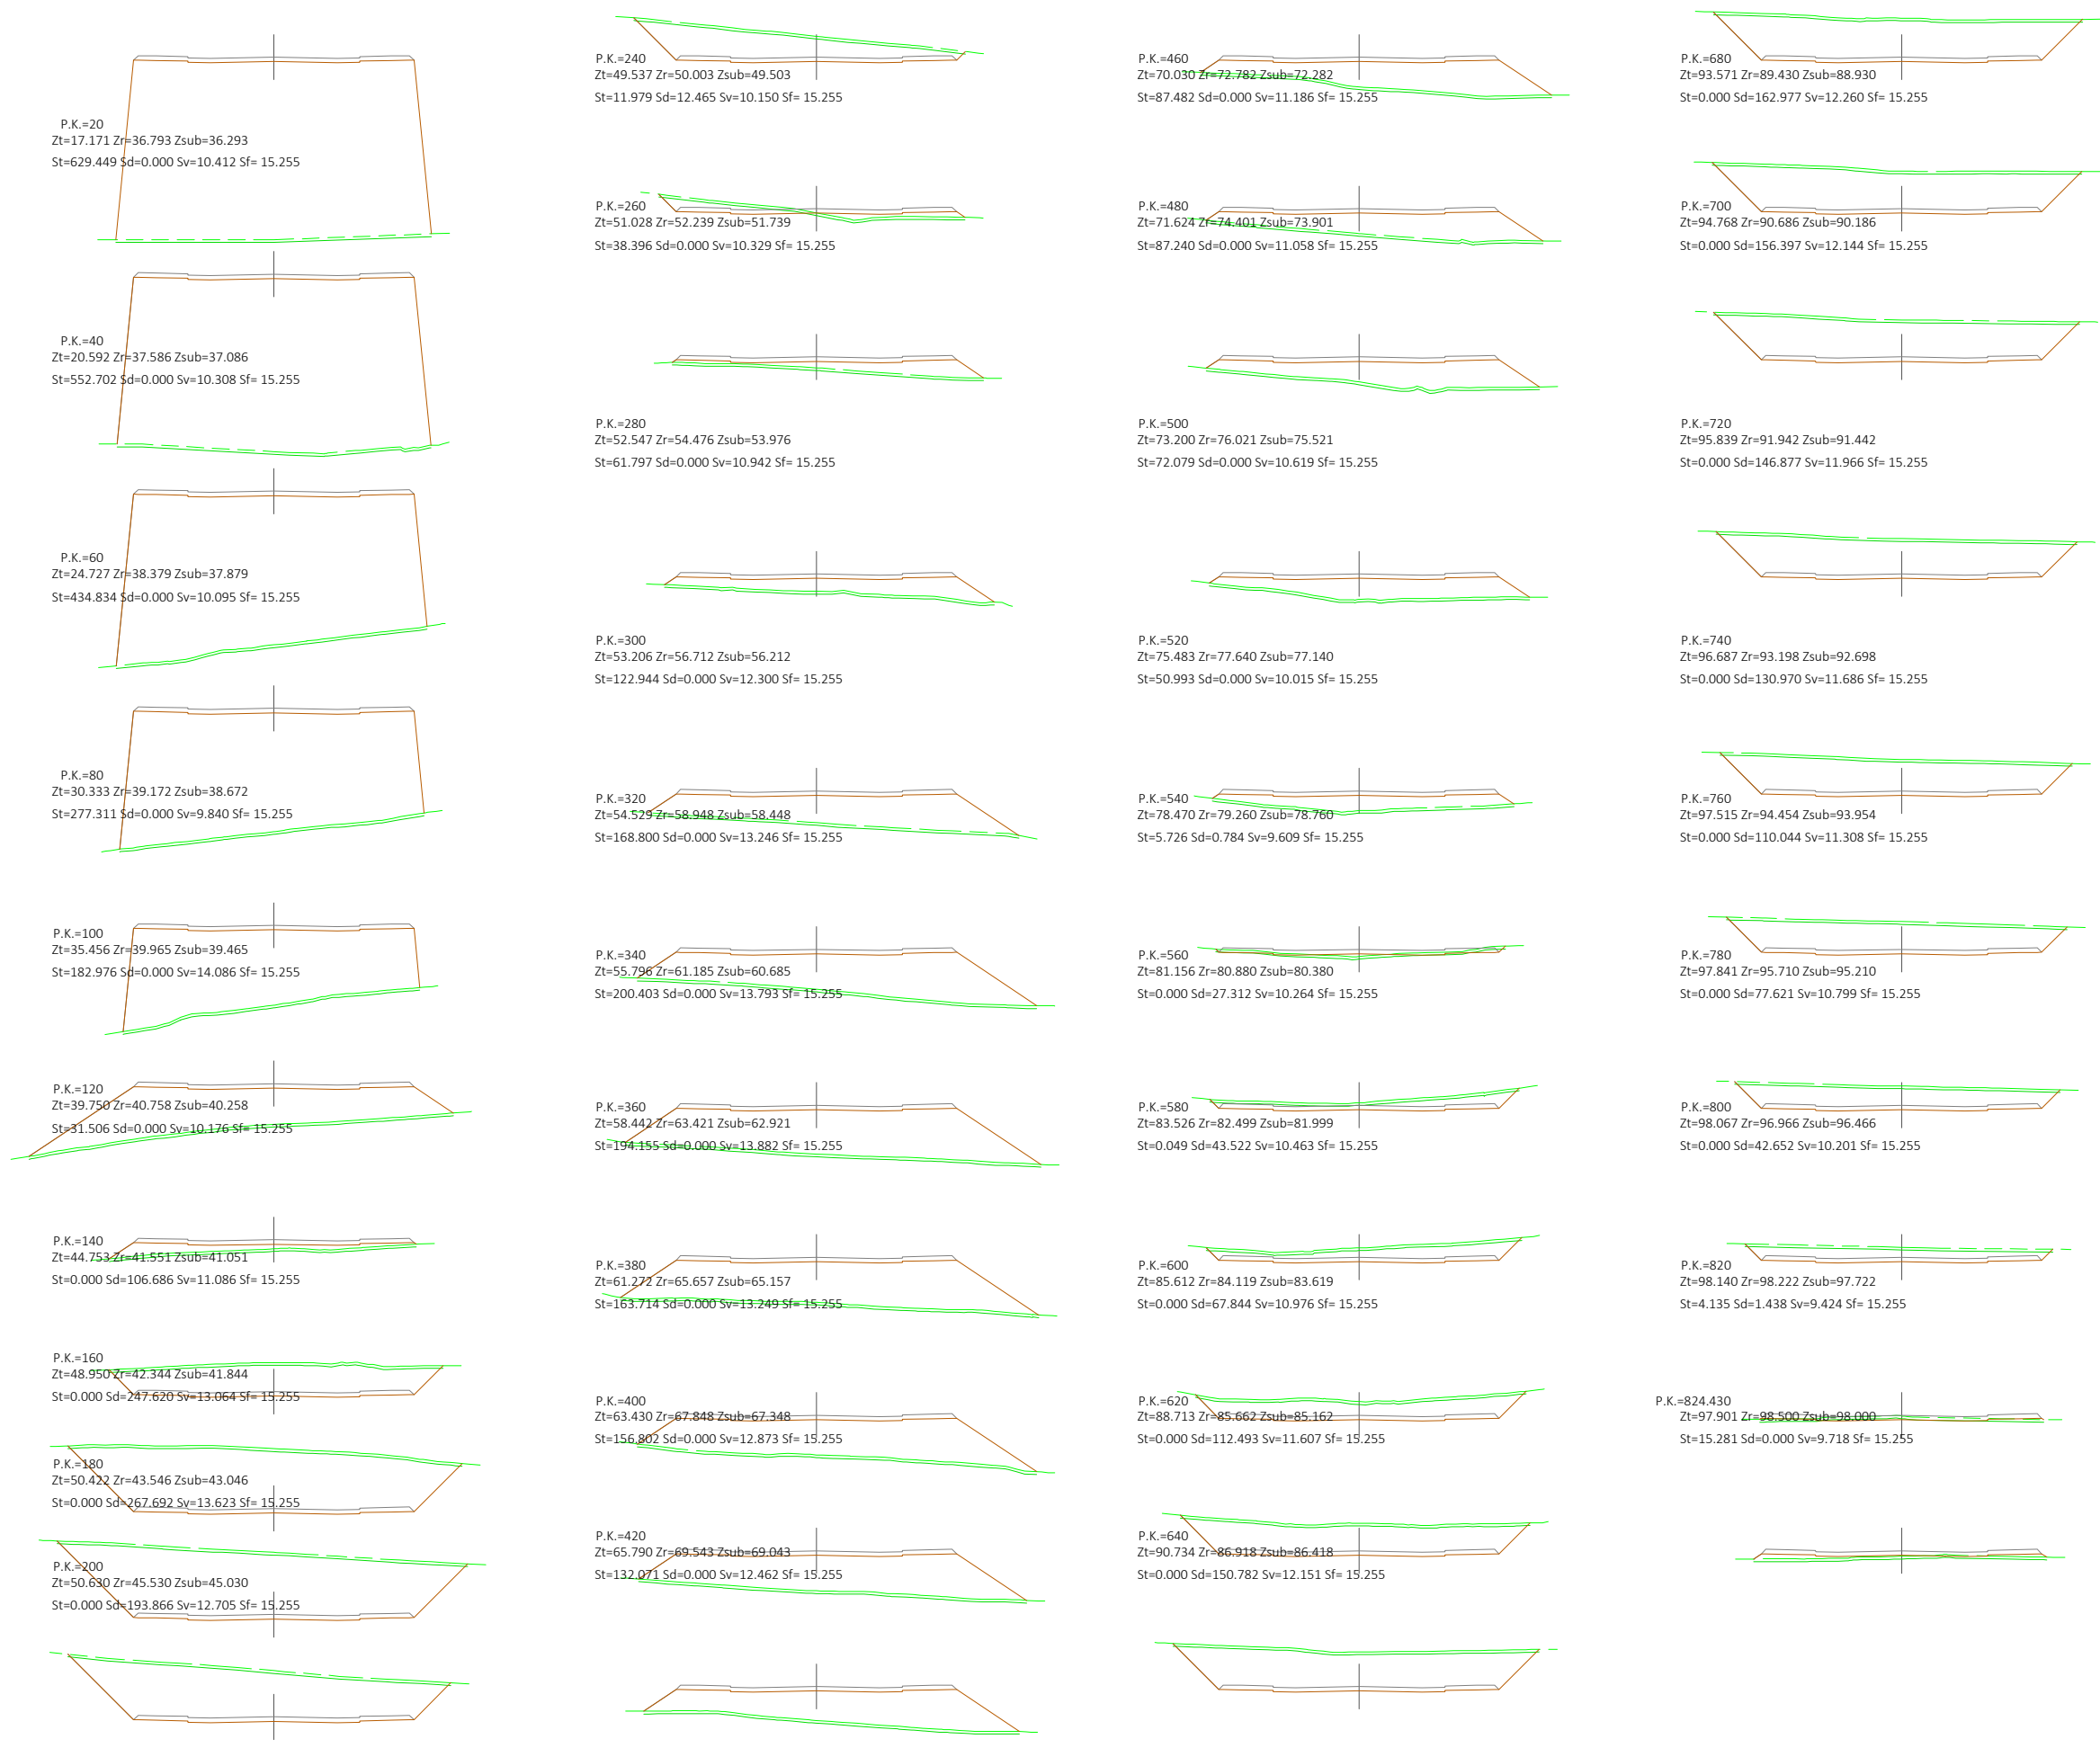 P.K.=20
Zt=17.171 Zr=36.793 Zsub=36.293
St=629.449 Sd=0.000 Sv=10.412 Sf= 15.255
P.K.=40
Zt=20.592 Zr=37.586 Zsub=37.086
St=552.702 Sd=0.000 Sv=10.308 Sf= 15.255
P.K.=60
Zt=24.727 Zr=38.379 Zsub=37.879
St=434.834 Sd=0.000 Sv=10.095 Sf= 15.255
P.K.=80
Zt=30.333 Zr=39.172 Zsub=38.672
St=277.311 Sd=0.000 Sv=9.840 Sf= 15.255
P.K.=100
Zt=35.456 Zr=39.965 Zsub=39.465
St=182.976 Sd=0.000 Sv=14.086 Sf= 15.255
P.K.=120
Zt=39.750 Zr=40.758 Zsub=40.258
St=31.506 Sd=0.000 Sv=10.176 Sf= 15.255
P.K.=140
Zt=44.753 Zr=41.551 Zsub=41.051
St=0.000 Sd=106.686 Sv=11.086 Sf= 15.255
P.K.=160
Zt=48.950 Zr=42.344 Zsub=41.844
St=0.000 Sd=247.620 Sv=13.064 Sf= 15.255
P.K.=180
Zt=50.422 Zr=43.546 Zsub=43.046
St=0.000 Sd=267.692 Sv=13.623 Sf= 15.255
P.K.=200
Zt=50.630 Zr=45.530 Zsub=45.030
St=0.000 Sd=193.866 Sv=12.705 Sf= 15.255
P.K.=240
Zt=49.537 Zr=50.003 Zsub=49.503
St=11.979 Sd=12.465 Sv=10.150 Sf= 15.255
P.K.=260
Zt=51.028 Zr=52.239 Zsub=51.739
St=38.396 Sd=0.000 Sv=10.329 Sf= 15.255
P.K.=280
Zt=52.547 Zr=54.476 Zsub=53.976
St=61.797 Sd=0.000 Sv=10.942 Sf= 15.255
P.K.=300
Zt=53.206 Zr=56.712 Zsub=56.212
St=122.944 Sd=0.000 Sv=12.300 Sf= 15.255
P.K.=320
Zt=54.529 Zr=58.948 Zsub=58.448
St=168.800 Sd=0.000 Sv=13.246 Sf= 15.255
P.K.=340
Zt=55.796 Zr=61.185 Zsub=60.685
St=200.403 Sd=0.000 Sv=13.793 Sf= 15.255
P.K.=360
Zt=58.442 Zr=63.421 Zsub=62.921
St=194.155 Sd=0.000 Sv=13.882 Sf= 15.255
P.K.=380
Zt=61.272 Zr=65.657 Zsub=65.157
St=163.714 Sd=0.000 Sv=13.249 Sf= 15.255
P.K.=400
Zt=63.430 Zr=67.848 Zsub=67.348
St=156.802 Sd=0.000 Sv=12.873 Sf= 15.255
P.K.=420
Zt=65.790 Zr=69.543 Zsub=69.043
St=132.071 Sd=0.000 Sv=12.462 Sf= 15.255
P.K.=460
Zt=70.030 Zr=72.782 Zsub=72.282
St=87.482 Sd=0.000 Sv=11.186 Sf= 15.255
P.K.=480
Zt=71.624 Zr=74.401 Zsub=73.901
St=87.240 Sd=0.000 Sv=11.058 Sf= 15.255
P.K.=500
Zt=73.200 Zr=76.021 Zsub=75.521
St=72.079 Sd=0.000 Sv=10.619 Sf= 15.255
P.K.=520
Zt=75.483 Zr=77.640 Zsub=77.140
St=50.993 Sd=0.000 Sv=10.015 Sf= 15.255
P.K.=540
Zt=78.470 Zr=79.260 Zsub=78.760
St=5.726 Sd=0.784 Sv=9.609 Sf= 15.255
P.K.=560
Zt=81.156 Zr=80.880 Zsub=80.380
St=0.000 Sd=27.312 Sv=10.264 Sf= 15.255
P.K.=580
Zt=83.526 Zr=82.499 Zsub=81.999
St=0.049 Sd=43.522 Sv=10.463 Sf= 15.255
P.K.=600
Zt=85.612 Zr=84.119 Zsub=83.619
St=0.000 Sd=67.844 Sv=10.976 Sf= 15.255
P.K.=620
Zt=88.713 Zr=85.662 Zsub=85.162
St=0.000 Sd=112.493 Sv=11.607 Sf= 15.255
P.K.=640
Zt=90.734 Zr=86.918 Zsub=86.418
St=0.000 Sd=150.782 Sv=12.151 Sf= 15.255
P.K.=680
Zt=93.571 Zr=89.430 Zsub=88.930
St=0.000 Sd=162.977 Sv=12.260 Sf= 15.255
P.K.=700
Zt=94.768 Zr=90.686 Zsub=90.186
St=0.000 Sd=156.397 Sv=12.144 Sf= 15.255
P.K.=720
Zt=95.839 Zr=91.942 Zsub=91.442
St=0.000 Sd=146.877 Sv=11.966 Sf= 15.255
P.K.=740
Zt=96.687 Zr=93.198 Zsub=92.698
St=0.000 Sd=130.970 Sv=11.686 Sf= 15.255
P.K.=760
Zt=97.515 Zr=94.454 Zsub=93.954
St=0.000 Sd=110.044 Sv=11.308 Sf= 15.255
P.K.=780
Zt=97.841 Zr=95.710 Zsub=95.210
St=0.000 Sd=77.621 Sv=10.799 Sf= 15.255
P.K.=800
Zt=98.067 Zr=96.966 Zsub=96.466
St=0.000 Sd=42.652 Sv=10.201 Sf= 15.255
P.K.=820
Zt=98.140 Zr=98.222 Zsub=97.722
St=4.135 Sd=1.438 Sv=9.424 Sf= 15.255
P.K.=824.430
Zt=97.901 Zr=98.500 Zsub=98.000
St=15.281 Sd=0.000 Sv=9.718 Sf= 15.255